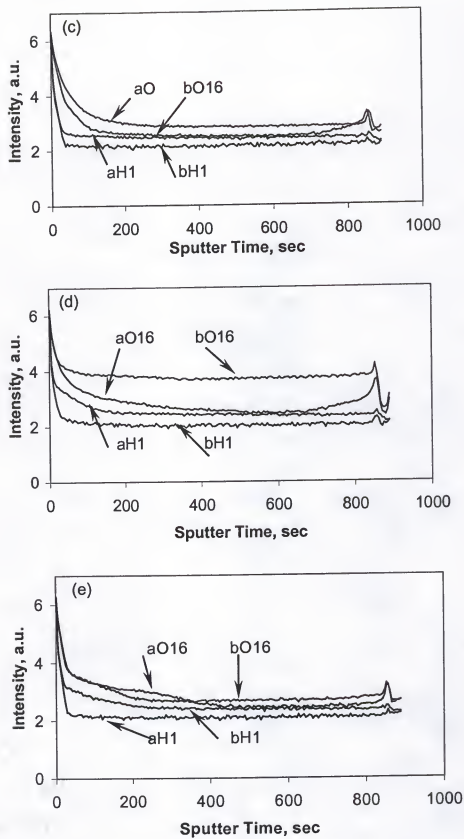 (c)
aO
bO16
aH1
bH1
Intensity, a.u.
6
4
2
0
0 200 400 600 800 1000
Sputter Time, sec
(d)
aO16
bO16
aH1
bH1
Intensity, a.u.
6
4
2
0
0 200 400 600 800 1000
Sputter Time, sec
(e)
aO16
bO16
aH1
bH1
Intensity, a.u.
6
4
2
0
0 200 400 600 800 1000
Sputter Time, sec